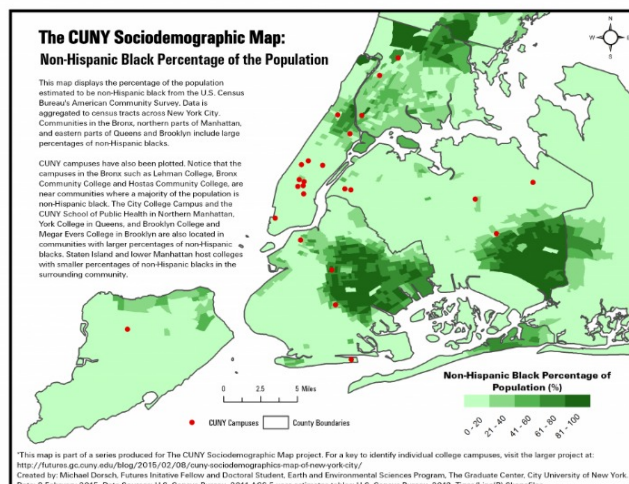 The CUNY Sociodemographic Map:
Non-Hispanic Black Percentage of the Population
This map displays the percentage of the population
estimated to be non-Hispanic black from the U.S. Census
Bureau's American Community Survey. Data is
aggregated to census tracts across New York City.
Communities in the Bronx, northern parts of Manhattan,
and eastern parts of Queens and Brooklyn include large
percentages of non-Hispanic blacks.
CUNY campuses have also been plotted. Notice that the
campuses in the Bronx such as Lehman College, Bronx
Community College and Hostas Community College, are
near communities where a majority of the population is
non-Hispanic black. The City College Campus and the
CUNY School of Public Health in Northern Manhattan,
York College in Queens, and Brooklyn College and
Megar Evers College in Brooklyn are also located in
communities with larger percentages of non-Hispanic
blacks. Staten Island and lower Manhattan host colleges
with smaller percentages of non-Hispanic blacks in the
surrounding community.
N
W E
S
0 2.5 5 Miles
CUNY Campuses County Boundaries
Non-Hispanic Black Percentage of
Population (%)
0 - 20
21 - 40
41 - 60
61 - 80
81 - 100
*This map is part of a series produced for The CUNY Sociodemographic Map project. For a key to identify individual college campuses, visit the larger project at:
http://futures.gc.cuny.edu/blog/2015/02/08/cuny-sociodemographics-map-of-new-york-city/
Created by: Michael Dorsch, Futures Initative Fellow and Doctoral Student, Earth and Environmental Sciences Program, The Graduate Center, City University of New York.